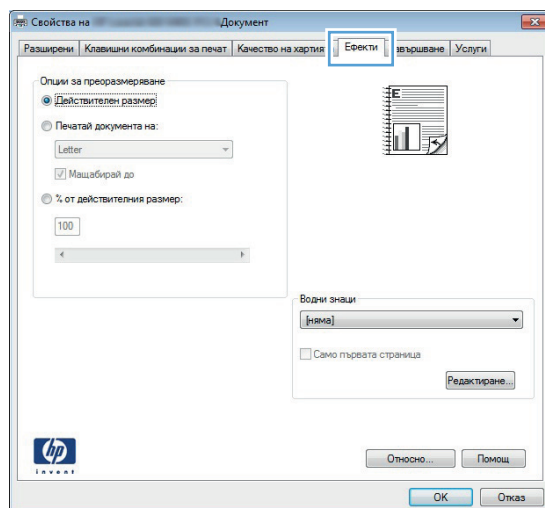 Свойства на Документ
Разширени Клавишни комбинации за печат Качество на хартия Ефекти авършване Услуги
Опции за преоразмеряване
Действителен размер
Печатай документа на:
Letter
Мащабирай до
% от действителния размер:
100
E
Водни знаци
[няма]
Само първата страница
Редактиране...
hp
invent
Относно... Помощ
OK Отказ